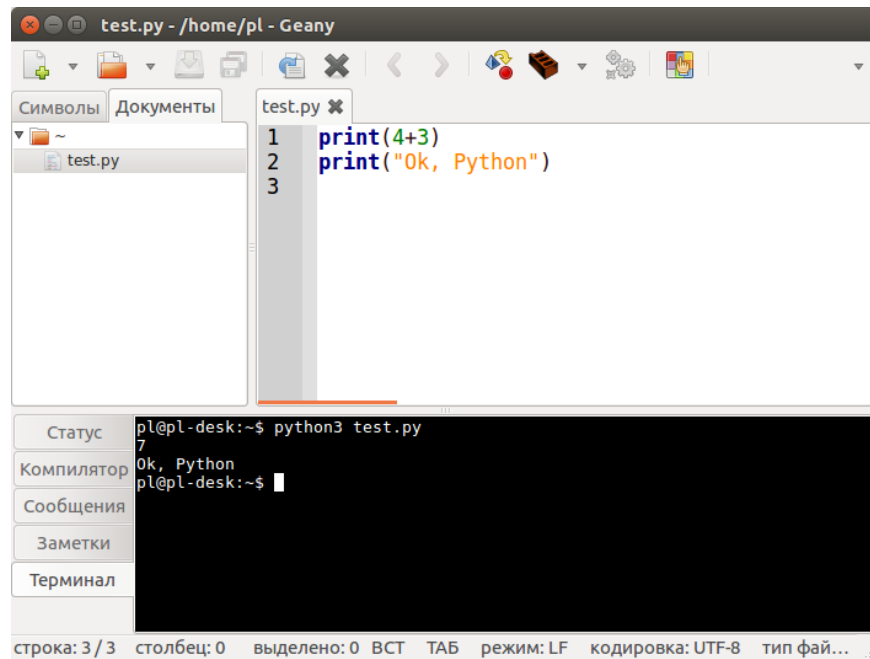 test.py - /home/pl - Geany
Символы Документы
~
test.py
test.py
1 print(4+3)
2 print("Ok, Python")
3
Статус
Компилятор
Сообщения
Заметки
Терминал
pl@pl-desk:~$ python3 test.py
7
Ok, Python
pl@pl-desk:~$
строка: 3 / 3 столбец: 0 выделено: 0 ВСТ ТАБ режим: LF кодировка: UTF-8 тип фай...